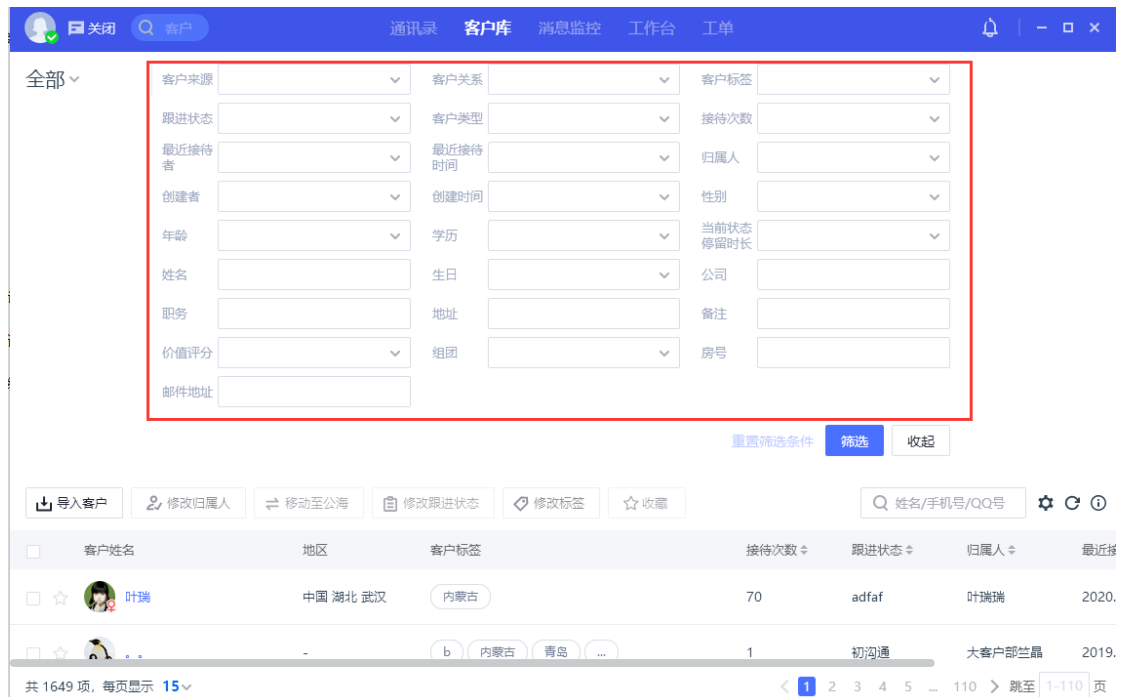 关闭 客户 通讯录 客户库 消息监控 工作台 工单
全部
客户来源 客户关系 客户标签
跟进状态 客户类型 接待次数
最近接待者 最近接待时间 归属人
创建者 创建时间 性别
年龄 学历 当前状态停留时长
姓名 生日 公司
职务 地址 备注
价值评分 组团 房号
邮件地址
重置筛选条件 筛选 收起
导入客户 修改归属人 移动至公海 修改跟进状态 修改标签 收藏 姓名/手机号/QQ号
客户姓名 地区 客户标签 接待次数 跟进状态 归属人 最近接
叶瑞 中国 湖北 武汉 内蒙古 70 adfaf 叶瑞瑞 2020.
。。 - b 内蒙古 青岛 ... 1 初沟通 大客户部竺晶 2019.
共 1649 项, 每页显示 15 1 2 3 4 5 ... 110 跳至 1-110 页